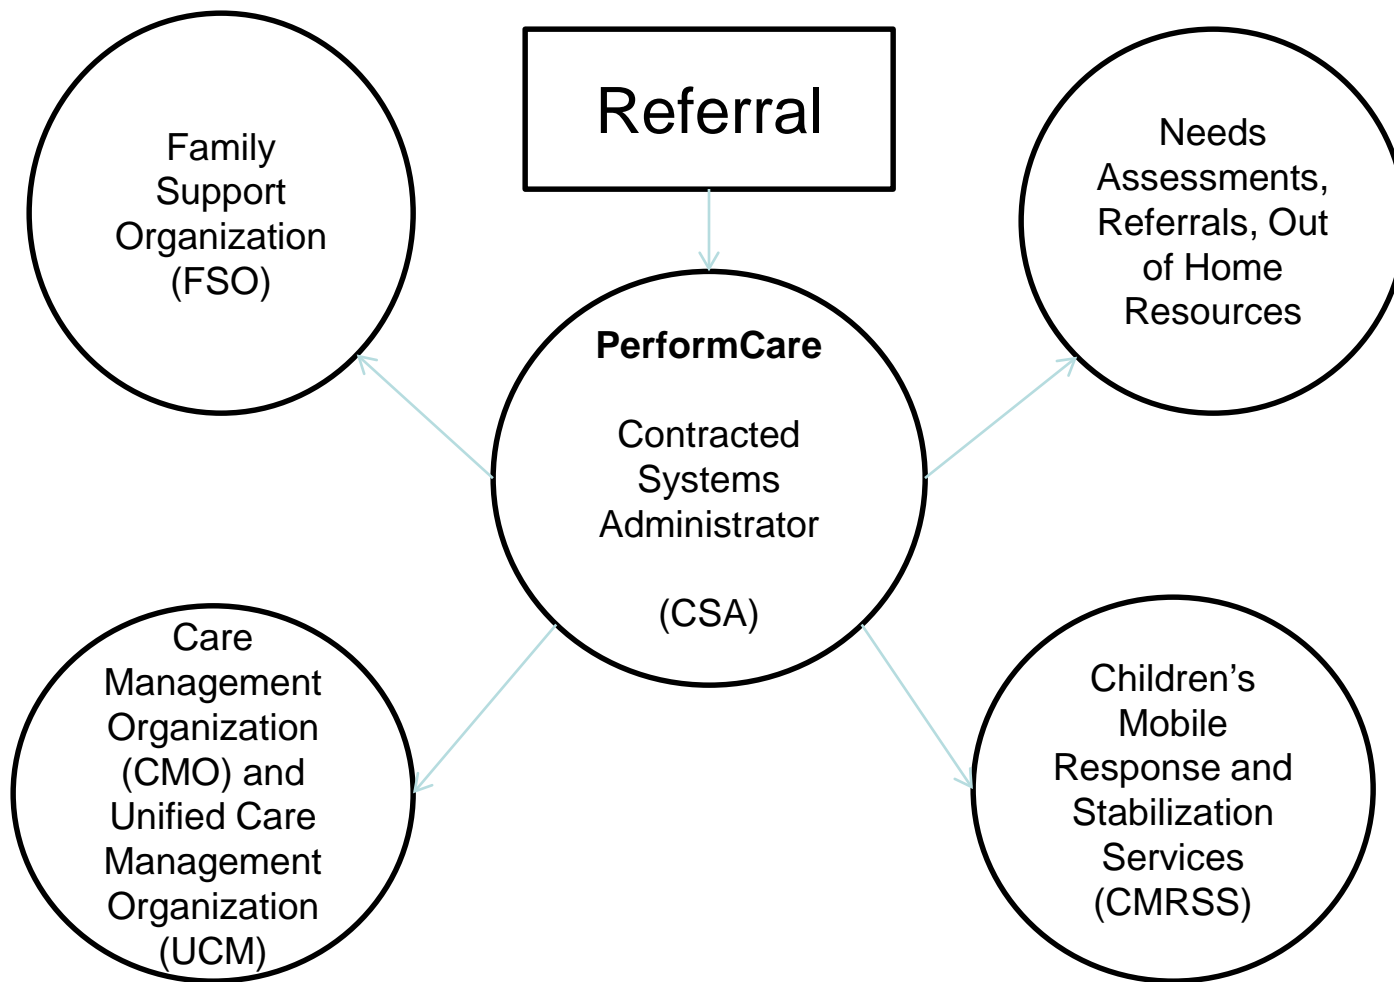 Referral
Family
Support
Organization
(FSO)
Needs
Assessments,
Referrals, Out
of Home
Resources
PerformCare
Contracted
Systems
Administrator
(CSA)
Care
Management
Organization
(CMO) and
Unified Care
Management
Organization
(UCM)
Children’s
Mobile
Response and
Stabilization
Services
(CMRSS)